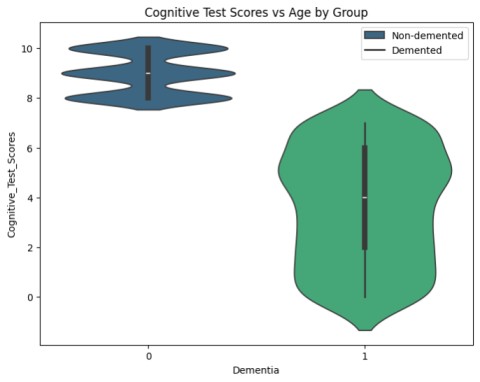 Cognitive Test Scores vs Age by Group
Non-demented
Demented
Cognitive_Test_Scores
10
8
6
4
2
0
0
1
Dementia